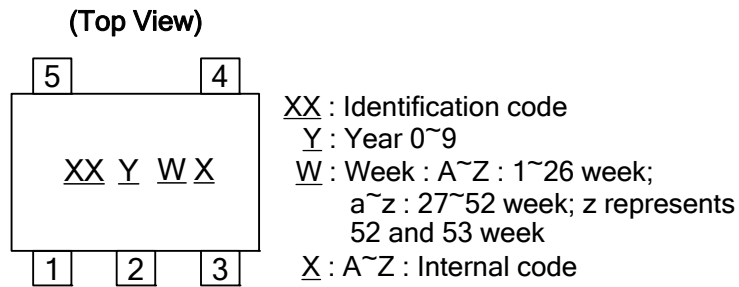 (Top View)
5 4
XX Y W X
1 2 3
XX : Identification code
Y : Year 0~9
W : Week : A~Z : 1~26 week;
a~z : 27~52 week; z represents
52 and 53 week
X : A~Z : Internal code